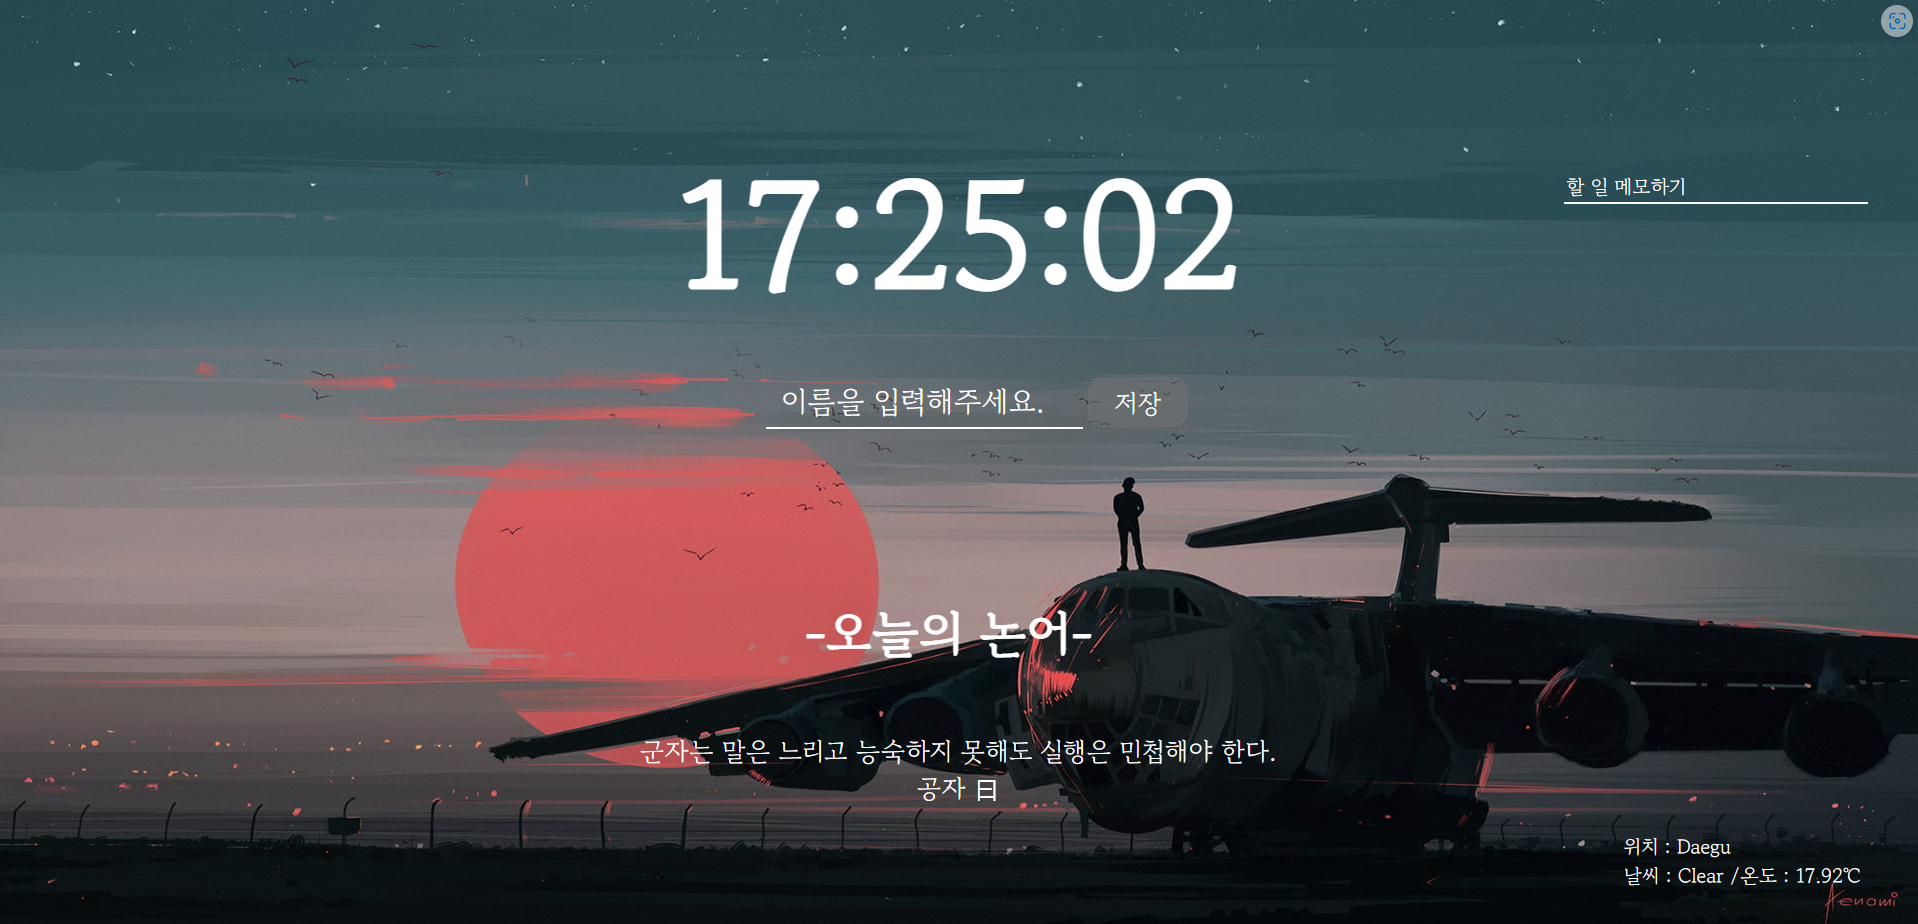 17:25:02
할 일 메모하기
이름을 입력해주세요.
저장
-오늘의 논어-
군자는 말은 느리고 능숙하지 못해도 실행은 민첩해야 한다.
공자 曰
위치 : Daegu
날씨 : Clear /온도 : 17.92℃
Aenami